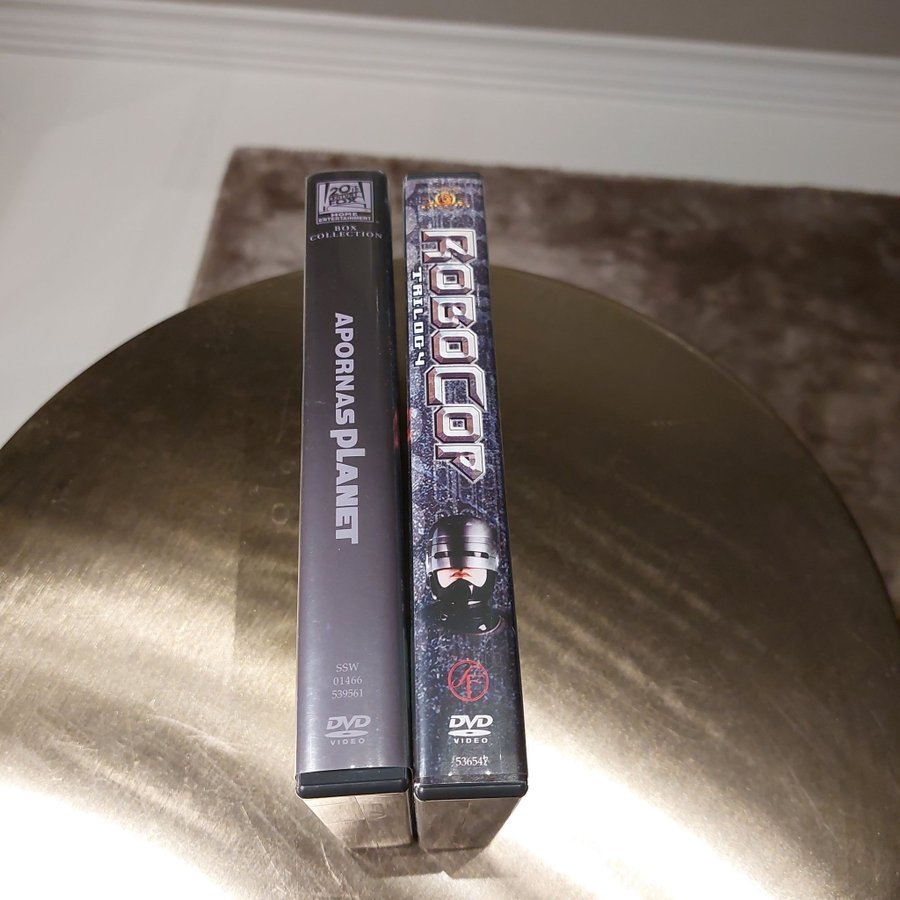 20th
CENTURY
FOX
HOME
ENTERTAINMENT
BOX
COLLECTION
APORNAS PLANET
SSW
01466
539561
DVD
VIDEO
ROBOCOP
TRILOGY
SF
DVD
VIDEO
536547